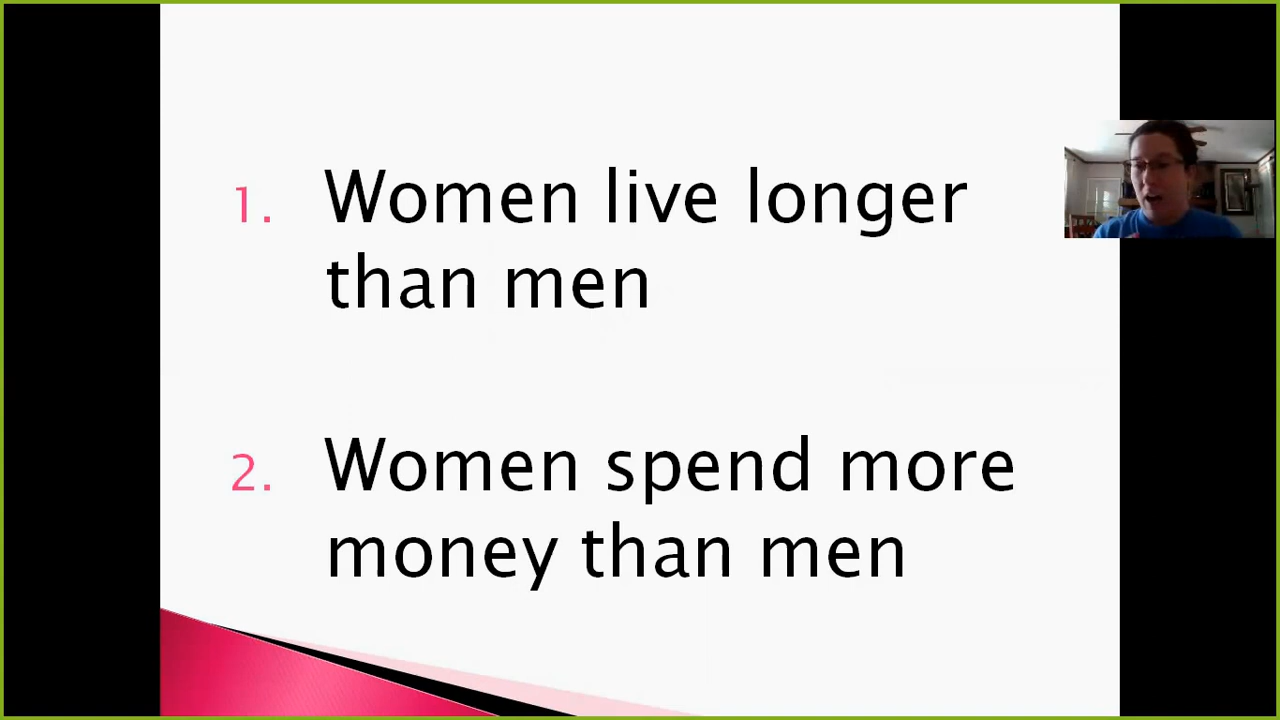 1. Women live longer
than men
2. Women spend more
money than men